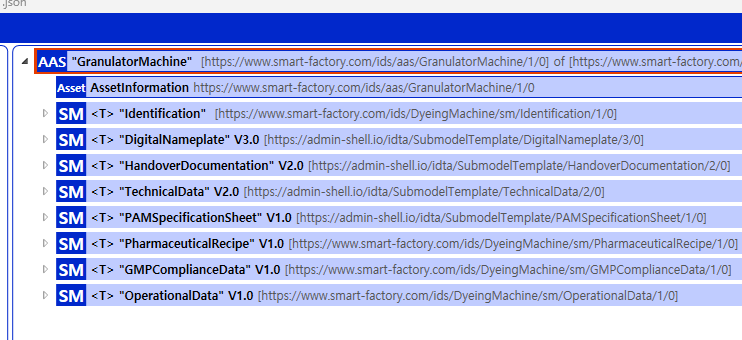 .json
AAS "GranulatorMachine" [https://www.smart-factory.com/ids/aas/GranulatorMachine/1/0] of [https://www.smart-factory.com/
Asset AssetInformation https://www.smart-factory.com/ids/aas/GranulatorMachine/1/0
SM <T> "Identification" [https://www.smart-factory.com/ids/DyeingMachine/sm/Identification/1/0]
SM <T> "DigitalNameplate" V3.0 [https://admin-shell.io/idta/SubmodelTemplate/DigitalNameplate/3/0]
SM <T> "HandoverDocumentation" V2.0 [https://admin-shell.io/idta/SubmodelTemplate/HandoverDocumentation/2/0]
SM <T> "TechnicalData" V2.0 [https://admin-shell.io/idta/SubmodelTemplate/TechnicalData/2/0]
SM <T> "PAMSpecificationSheet" V1.0 [https://admin-shell.io/idta/SubmodelTemplate/PAMSpecificationSheet/1/0]
SM <T> "PharmaceuticalRecipe" V1.0 [https://www.smart-factory.com/ids/DyeingMachine/sm/PharmaceuticalRecipe/1/0]
SM <T> "GMPComplianceData" V1.0 [https://www.smart-factory.com/ids/DyeingMachine/sm/GMPComplianceData/1/0]
SM <T> "OperationalData" V1.0 [https://www.smart-factory.com/ids/DyeingMachine/sm/OperationalData/1/0]